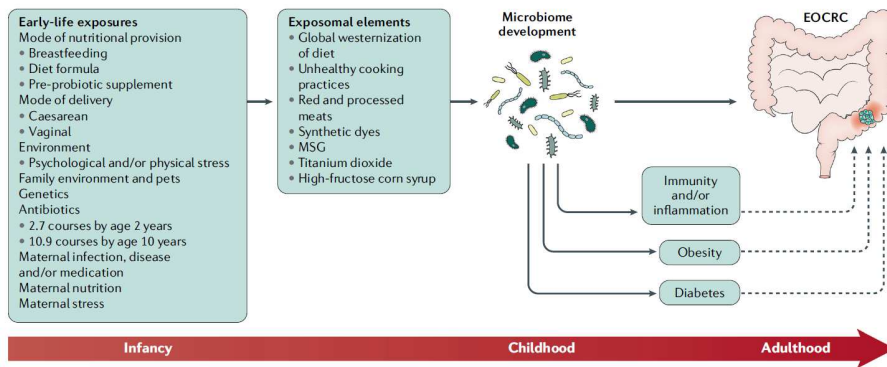 Early-life exposures
Mode of nutritional provision
• Breastfeeding
• Diet formula
• Pre-probiotic supplement
Mode of delivery
• Caesarean
• Vaginal
Environment
• Psychological and/or physical stress
Family environment and pets
Genetics
Antibiotics
• 2.7 courses by age 2 years
• 10.9 courses by age 10 years
Maternal infection, disease
and/or medication
Maternal nutrition
Maternal stress
Exposomal elements
• Global westernization
of diet
• Unhealthy cooking
practices
• Red and processed
meats
• Synthetic dyes
• MSG
• Titanium dioxide
• High-fructose corn syrup
Microbiome
development
EOCRC
Immunity
and/or
inflammation
Obesity
Diabetes
Infancy
Childhood
Adulthood